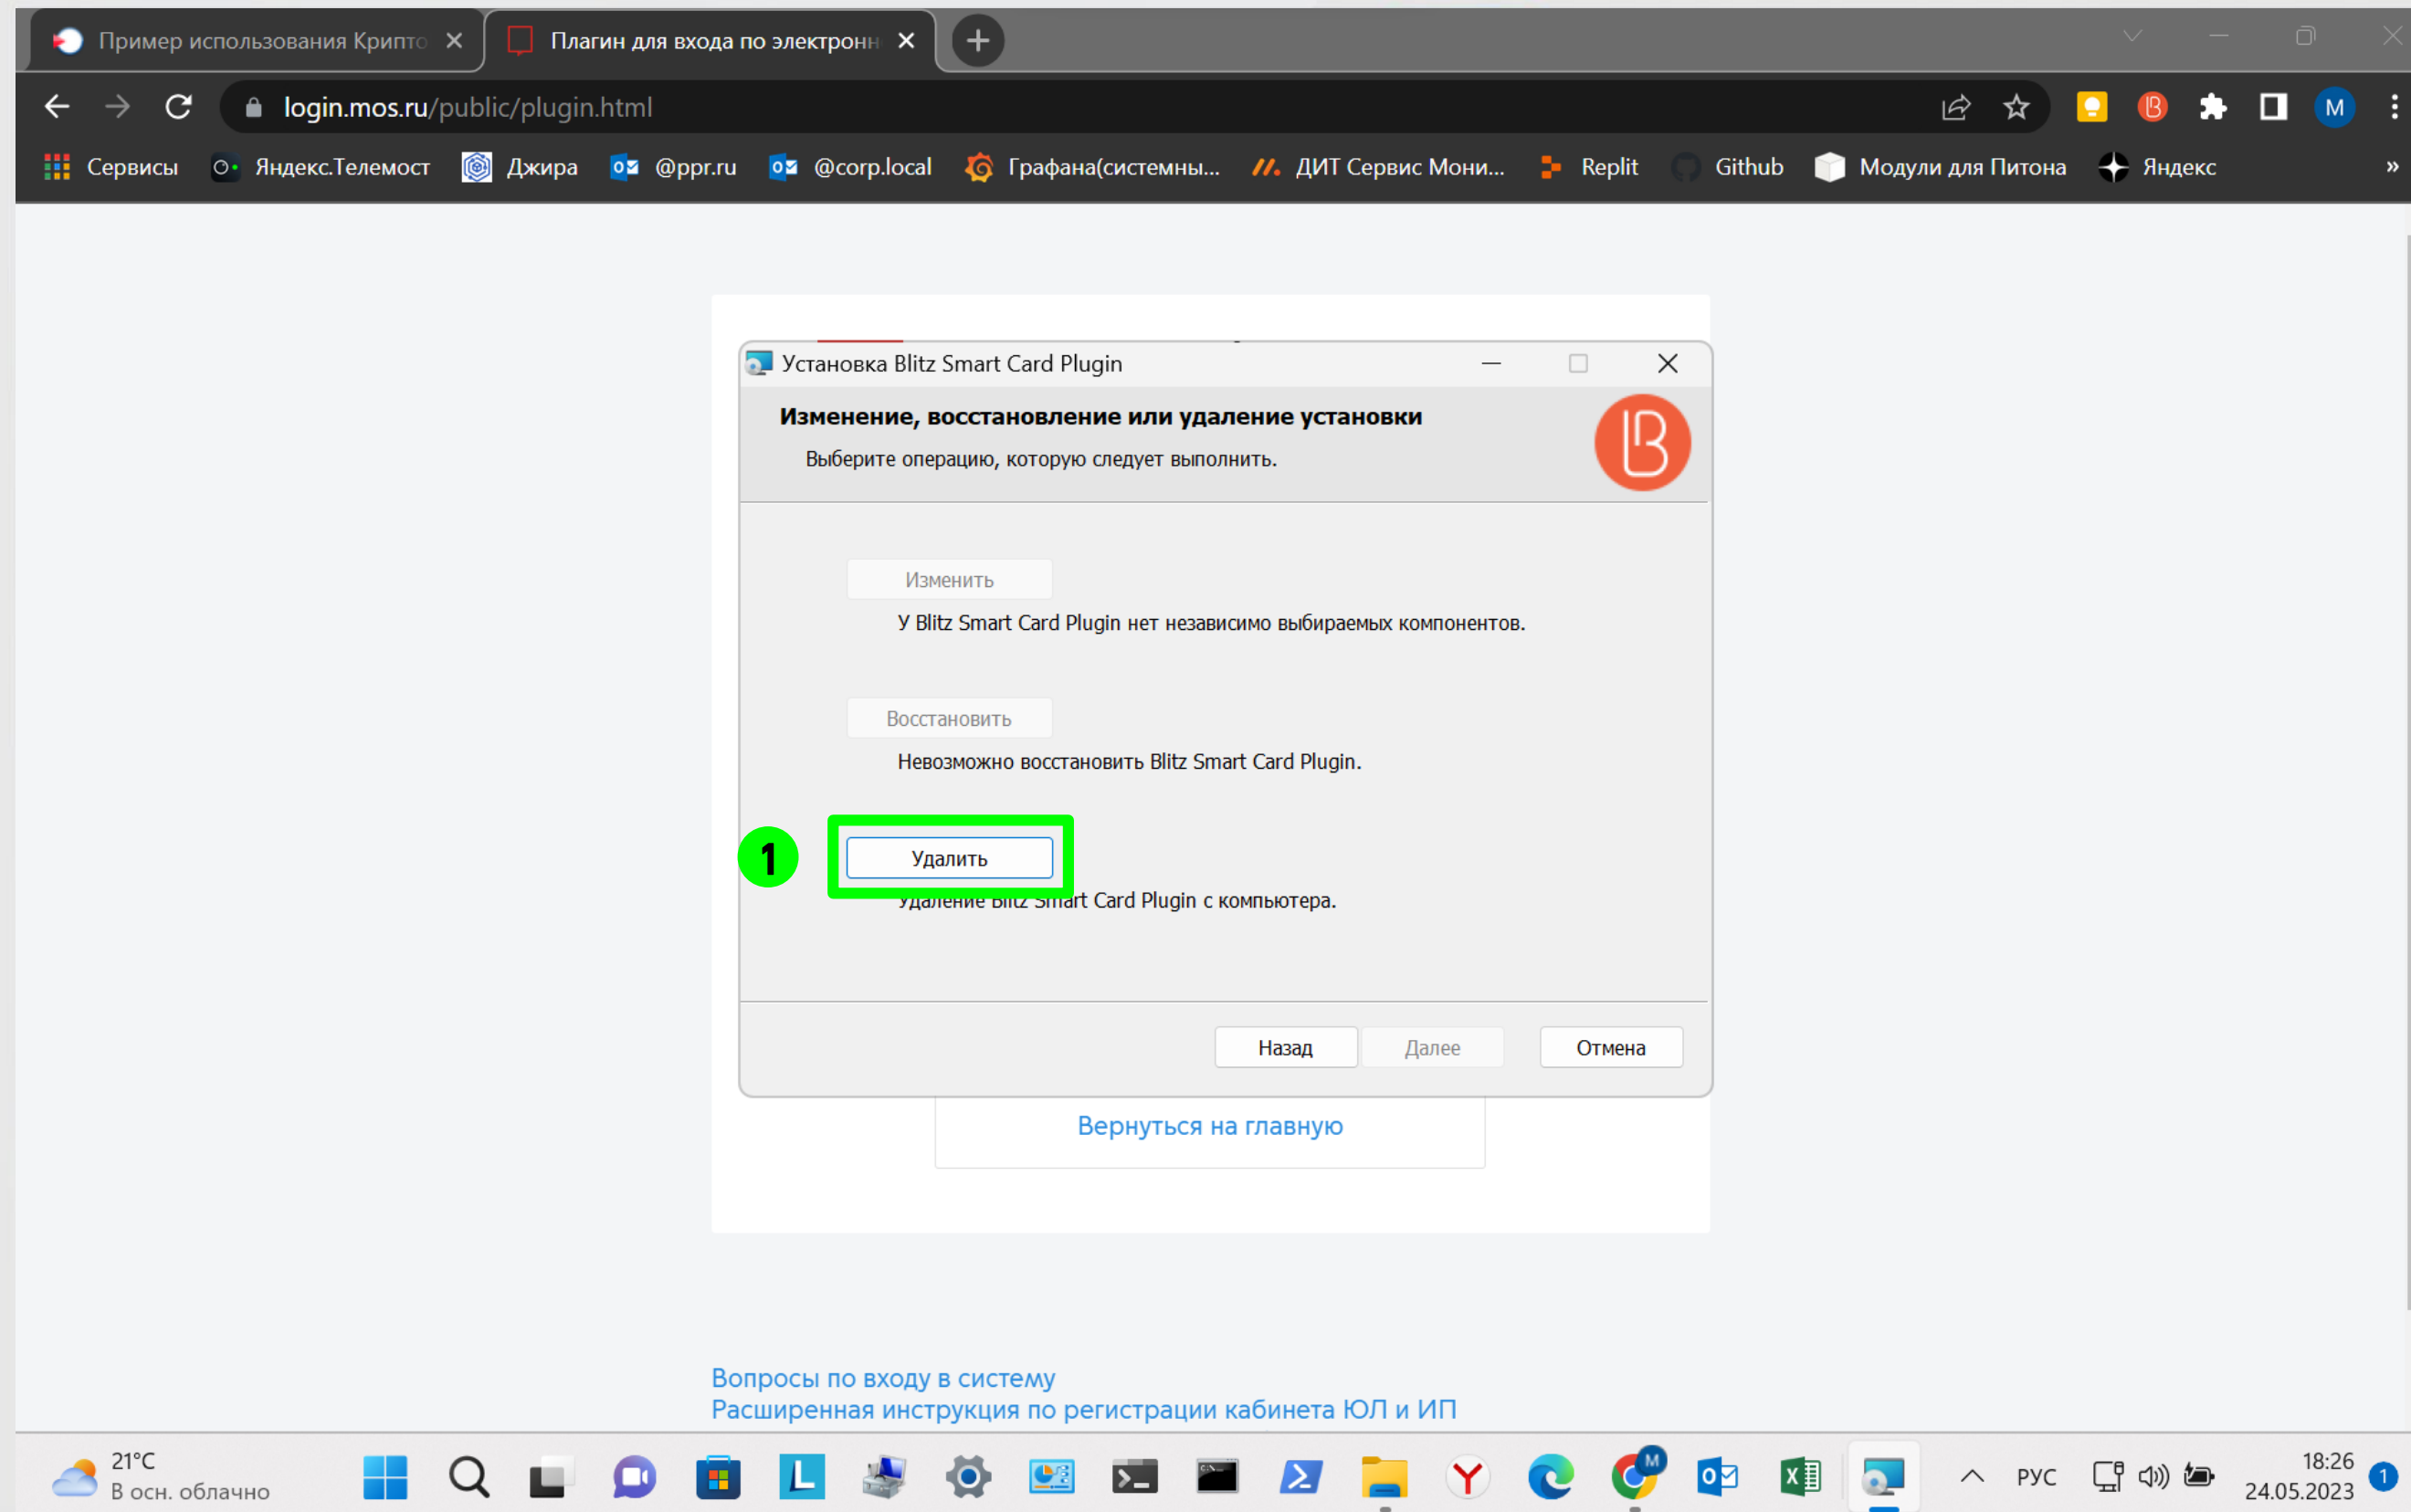 Пример использования Крипто
Плагин для входа по электронн
login.mos.ru/public/plugin.html
M
Сервисы
Яндекс.Телемост
Джира
@ppr.ru
@corp.local
Графана(системны...
ДИТ Сервис Мони...
Replit
Github
Модули для Питона
Яндекс
»
Установка Blitz Smart Card Plugin
Изменение, восстановление или удаление установки
Выберите операцию, которую следует выполнить.
Изменить
У Blitz Smart Card Plugin нет независимо выбираемых компонентов.
Восстановить
Невозможно восстановить Blitz Smart Card Plugin.
1
Удалить
Удаление Blitz Smart Card Plugin с компьютера.
Назад
Далее
Отмена
Вернуться на главную
Вопросы по входу в систему
Расширенная инструкция по регистрации кабинета ЮЛ и ИП
21°C
В осн. облачно
M
РУС
18:26
24.05.2023
1